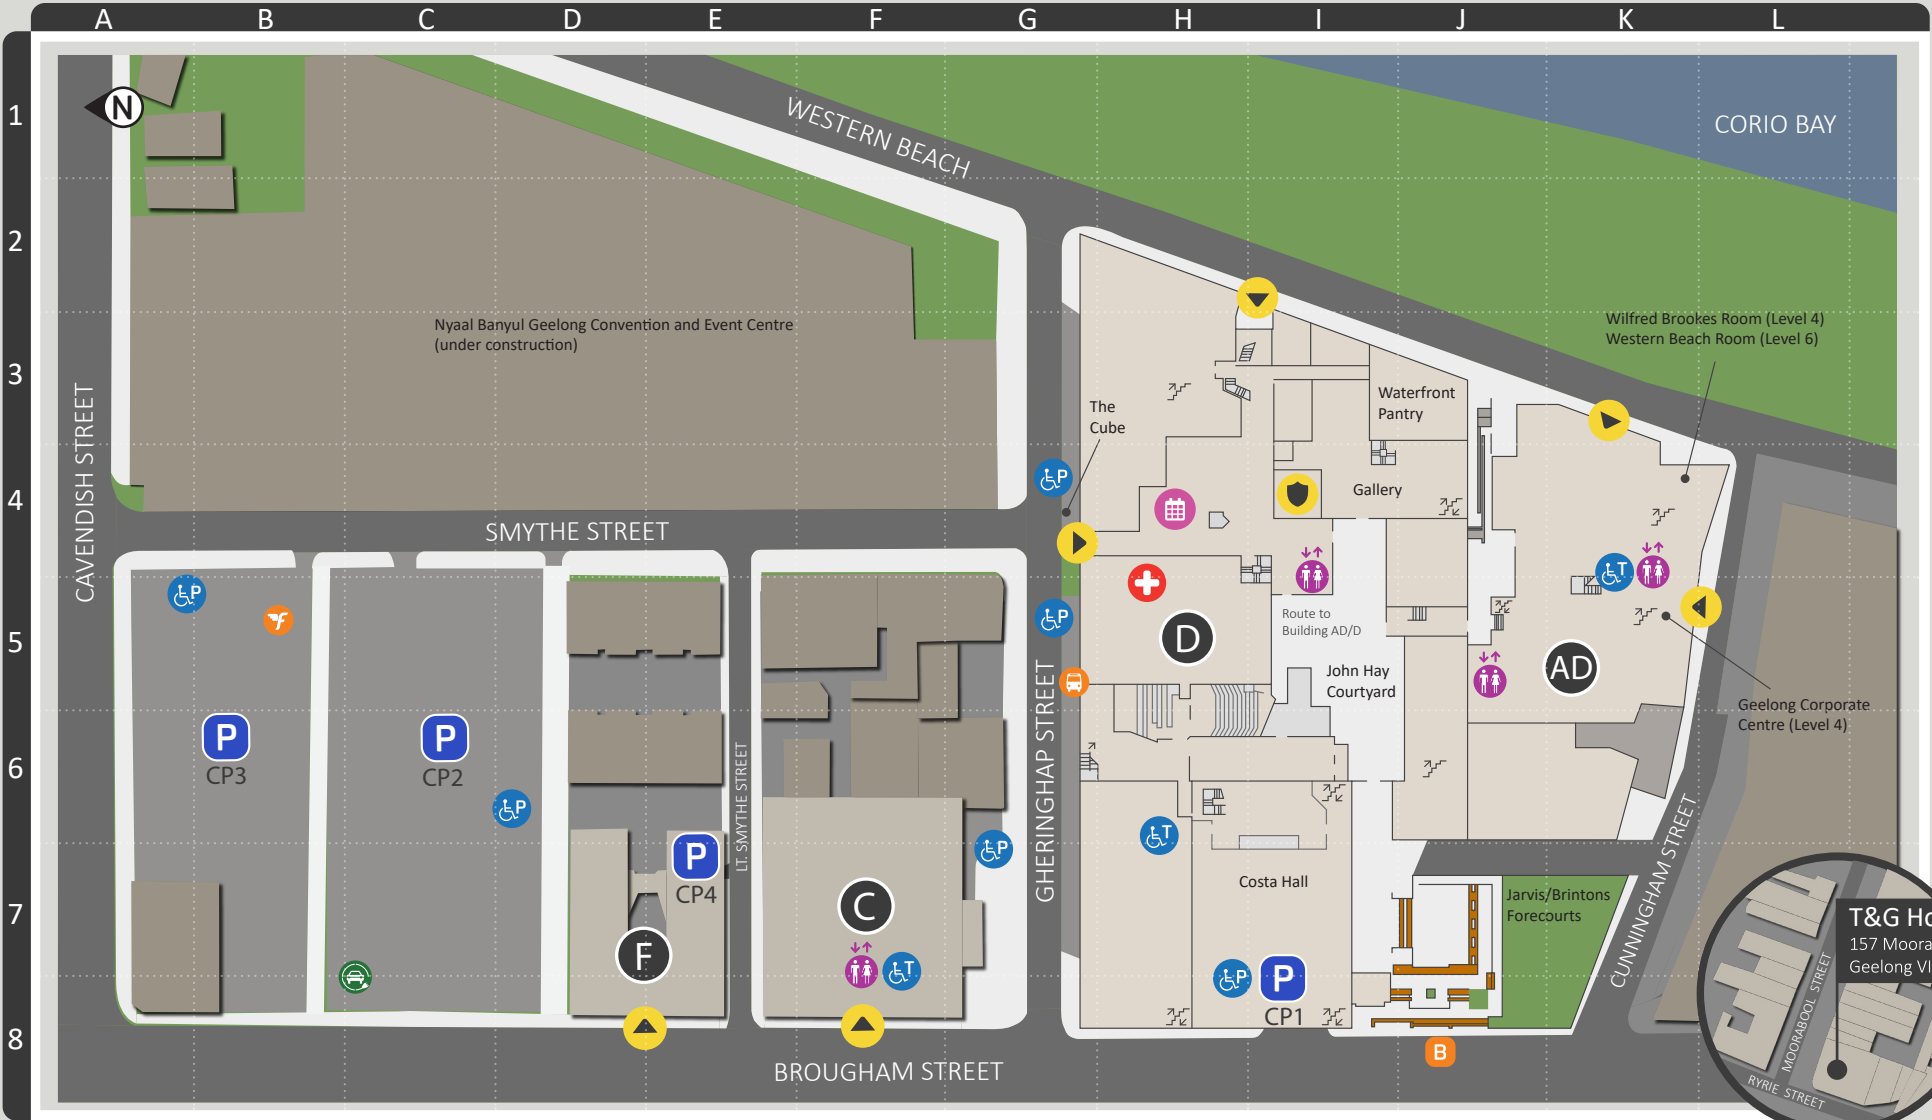 A B C D E F G H I J K L
1
2
3
4
5
6
7
8
N
WESTERN BEACH
CORIO BAY
Nyaal Banyul Geelong Convention and Event Centre
(under construction)
Wilfred Brookes Room (Level 4)
Western Beach Room (Level 6)
Waterfront
Pantry
The
Cube
CAVENDISH STREET
P
Gallery
SMYTHE STREET
T
P
P
Route to
Building AD/D
D
John Hay
Courtyard
AD
Geelong Corporate
Centre (Level 4)
P
CP3
P
CP2
P
LT. SMYTHE STREET
GHERINGHAP STREET
P
CP4
P
T
Costa Hall
CUNNINGHAM STREET
Jarvis/Brintons
Forecourts
C
F
T
P
P
CP1
B
BROUGHAM STREET
T&G Ho
157 Moora
Geelong VI
MOORABOOL STREET
RYRIE STREET